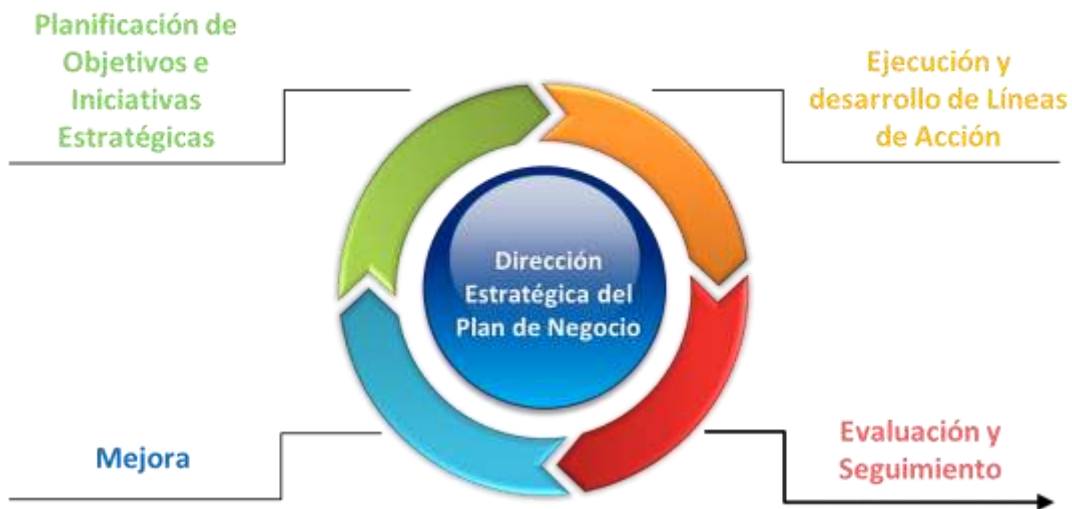 Planificación de
Objetivos e
Iniciativas
Estratégicas
Ejecución y
desarrollo de Líneas
de Acción
Dirección
Estratégica del
Plan de Negocio
Mejora
Evaluación y
Seguimiento